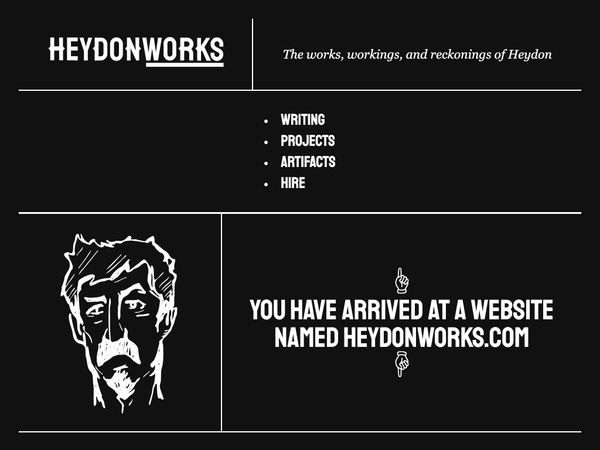 HEYDONWORKS
The works, workings, and reckonings of Heydon
WRITING
PROJECTS
ARTIFACTS
HIRE
YOU HAVE ARRIVED AT A WEBSITE
NAMED HEYDONWORKS.COM